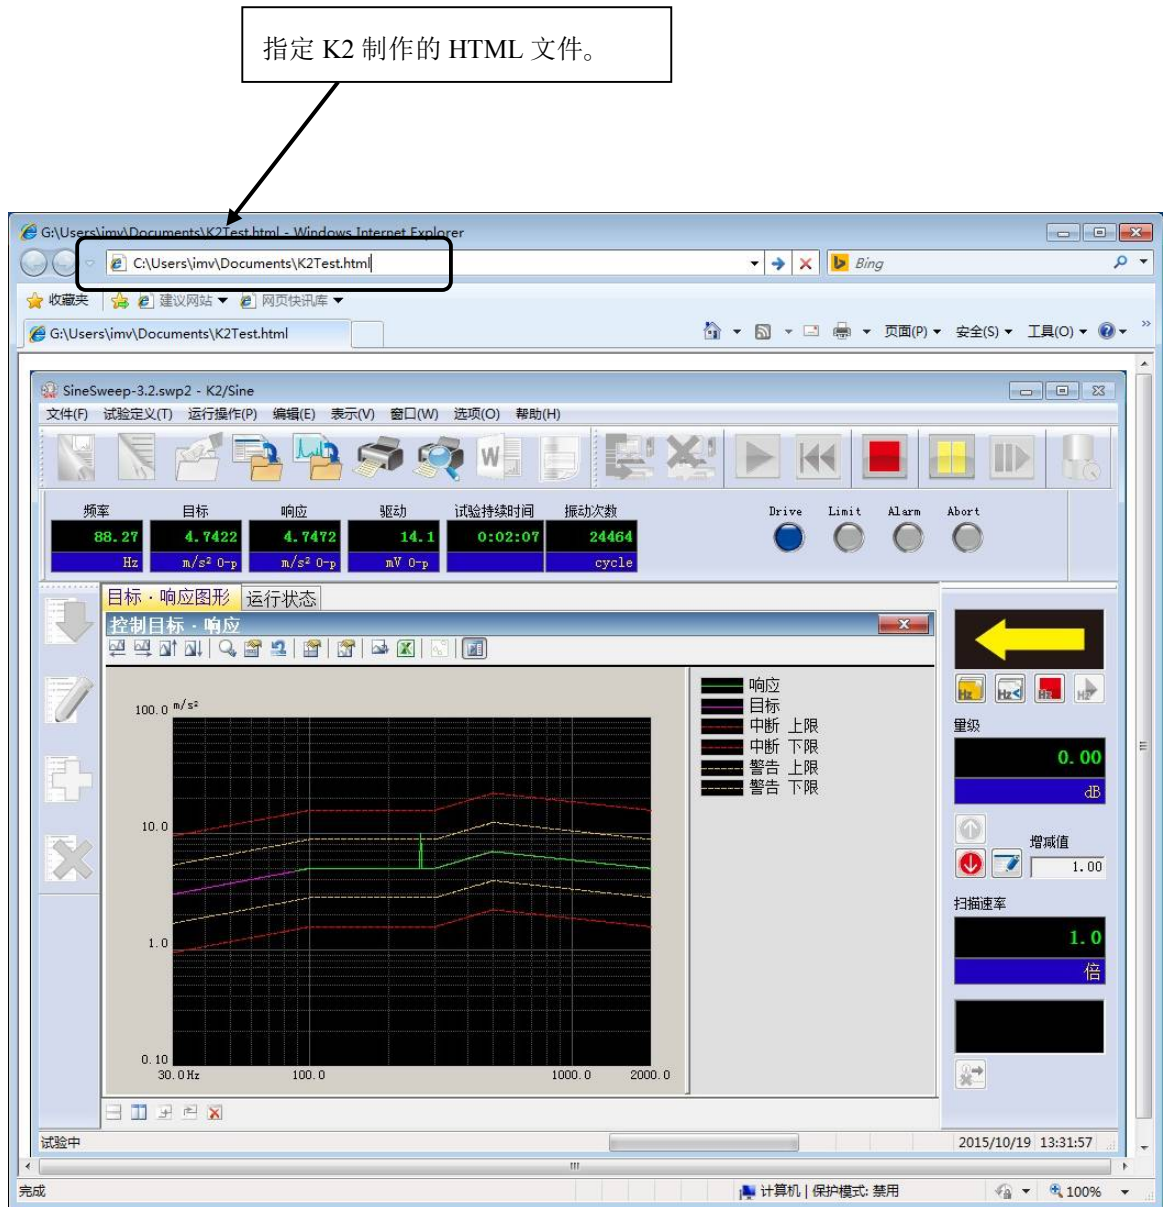 指定 K2 制作的 HTML 文件。
G:\Users\imv\Documents\K2Test.html - Windows Internet Explorer
C:\Users\imv\Documents\K2Test.html
Bing
收藏夹
建议网站
网页快讯库
G:\Users\imv\Documents\K2Test.html
页面(P)
安全(S)
工具(O)
SineSweep-3.2.swp2 - K2/Sine
文件(F) 试验定义(T) 运行操作(P) 编辑(E) 表示(V) 窗口(W) 选项(O) 帮助(H)
频率 目标 响应 驱动 试验持续时间 振动次数
Drive Limit Alarm Abort
88.27 4.7422 4.7472 14.1 0:02:07 24464
Hz m/s² 0-p m/s² 0-p mV 0-p cycle
目标・响应图形 运行状态
控制目标・响应
100.0 m/s²
10.0
1.0
0.10
30.0Hz 100.0 1000.0 2000.0
响应
目标
中断 上限
中断 下限
警告 上限
警告 下限
量级
0.00
dB
增减值
1.00
扫描速率
1.0
倍
试验中
2015/10/19 13:31:57
完成
计算机 | 保护模式: 禁用
100%